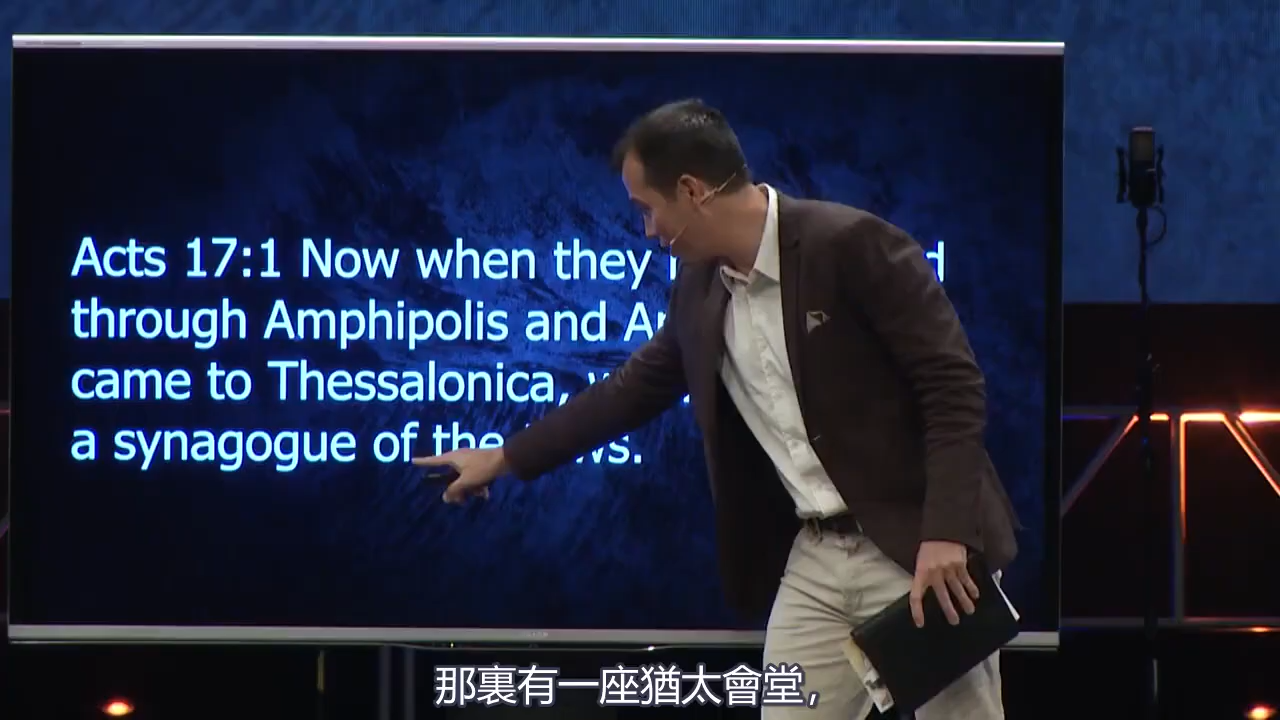 Acts 17:1 Now when they
through Amphipolis and
came to Thessalonica,
a synagogue of the
那裏有一座猶太會堂,